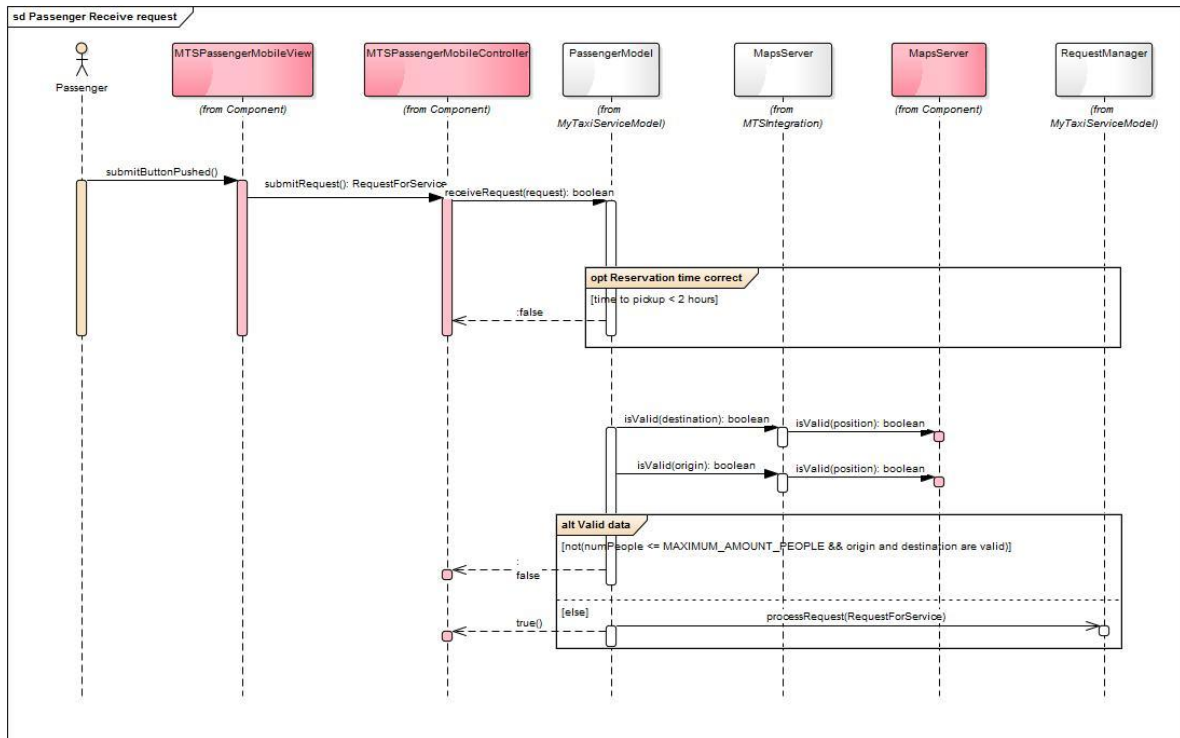 sd Passenger Receive request
Passenger
MTSPassengerMobileView
(from Component)
MTSPassengerMobileController
(from Component)
PassengerModel
(from
MyTaxiServiceModel)
MapsServer
(from
MTSIntegration)
MapsServer
(from Component)
RequestManager
(from
MyTaxiServiceModel)
submitButtonPushed()
submitRequest(): RequestForService
receiveRequest(request): boolean
opt Reservation time correct
[time to pickup < 2 hours]
:false
isValid(destination): boolean
isValid(position): boolean
isValid(origin): boolean
isValid(position): boolean
alt Valid data
[not(numPeople <= MAXIMUM_AMOUNT_PEOPLE && origin and destination are valid)]
:
false
[else]
processRequest(RequestForService)
true()